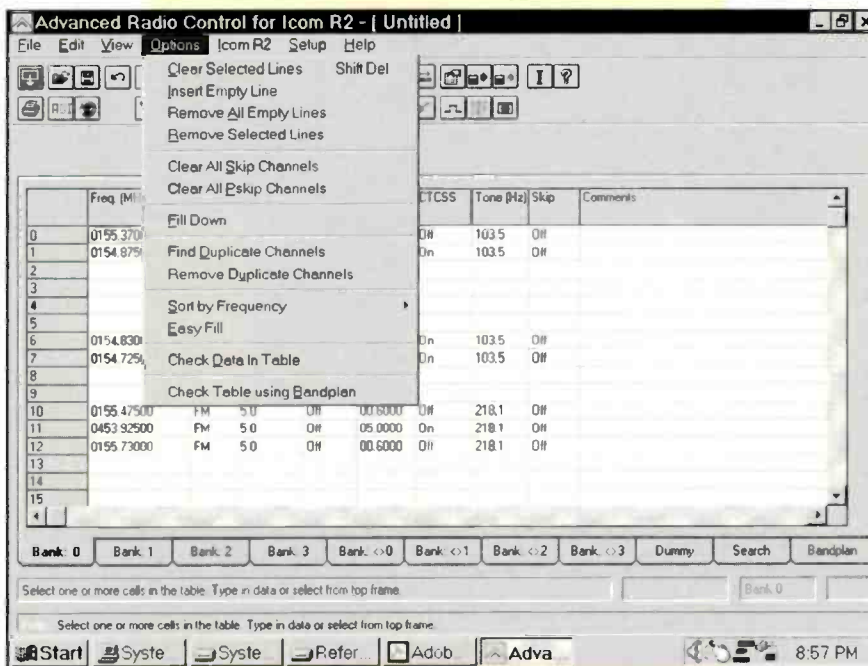 Advanced Radio Control for Icom R2 - [ Untitled ]
File Edit View Options Icom R2 Setup Help
Clear Selected Lines Shift Del
Insert Empty Line
Remove All Empty Lines
Remove Selected Lines
Clear All Skip Channels
Clear All Pskip Channels
Fill Down
Find Duplicate Channels
Remove Duplicate Channels
Sort by Frequency
Easy Fill
Check Data In Table
Check Table using Bandplan
Freq. CTCSS Tone (Hz) Skip Comments
0 0155.370 Off 103.5 Off
1 0154.875 On 103.5 Off
2
3
4
5
6 0154.830 On 103.5 Off
7 0154.725 On 103.5 Off
8
9
10 0155.47500 FM 5.0 Off 00.6000 Off 218.1 Off
11 0453.92500 FM 5.0 Off 05.0000 On 218.1 Off
12 0155.73000 FM 5.0 Off 00.6000 Off 218.1 Off
13
14
15
Bank: 0 Bank: 1 Bank: 2 Bank: 3 Bank: <>0 Bank: <>1 Bank: <>2 Bank: <>3 Dummy Search Bandplan
Select one or more cells in the table. Type in data or select from top frame. Bank 0
Select one or more cells in the table. Type in data or select from top frame.
Start Syste Syste Refer... Adob Adva 8:57 PM